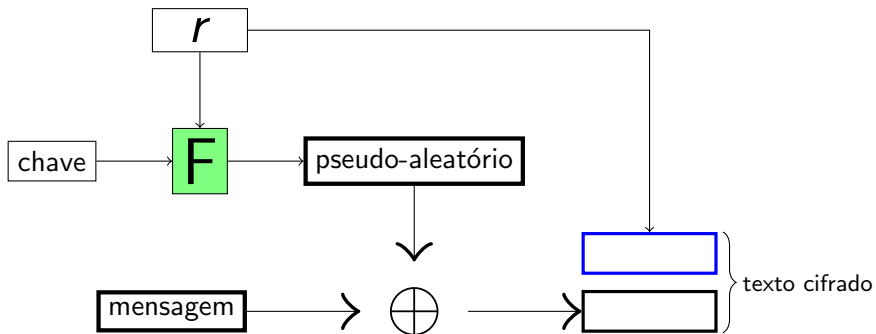 r
chave
F
pseudo-aleatório
mensagem
texto cifrado